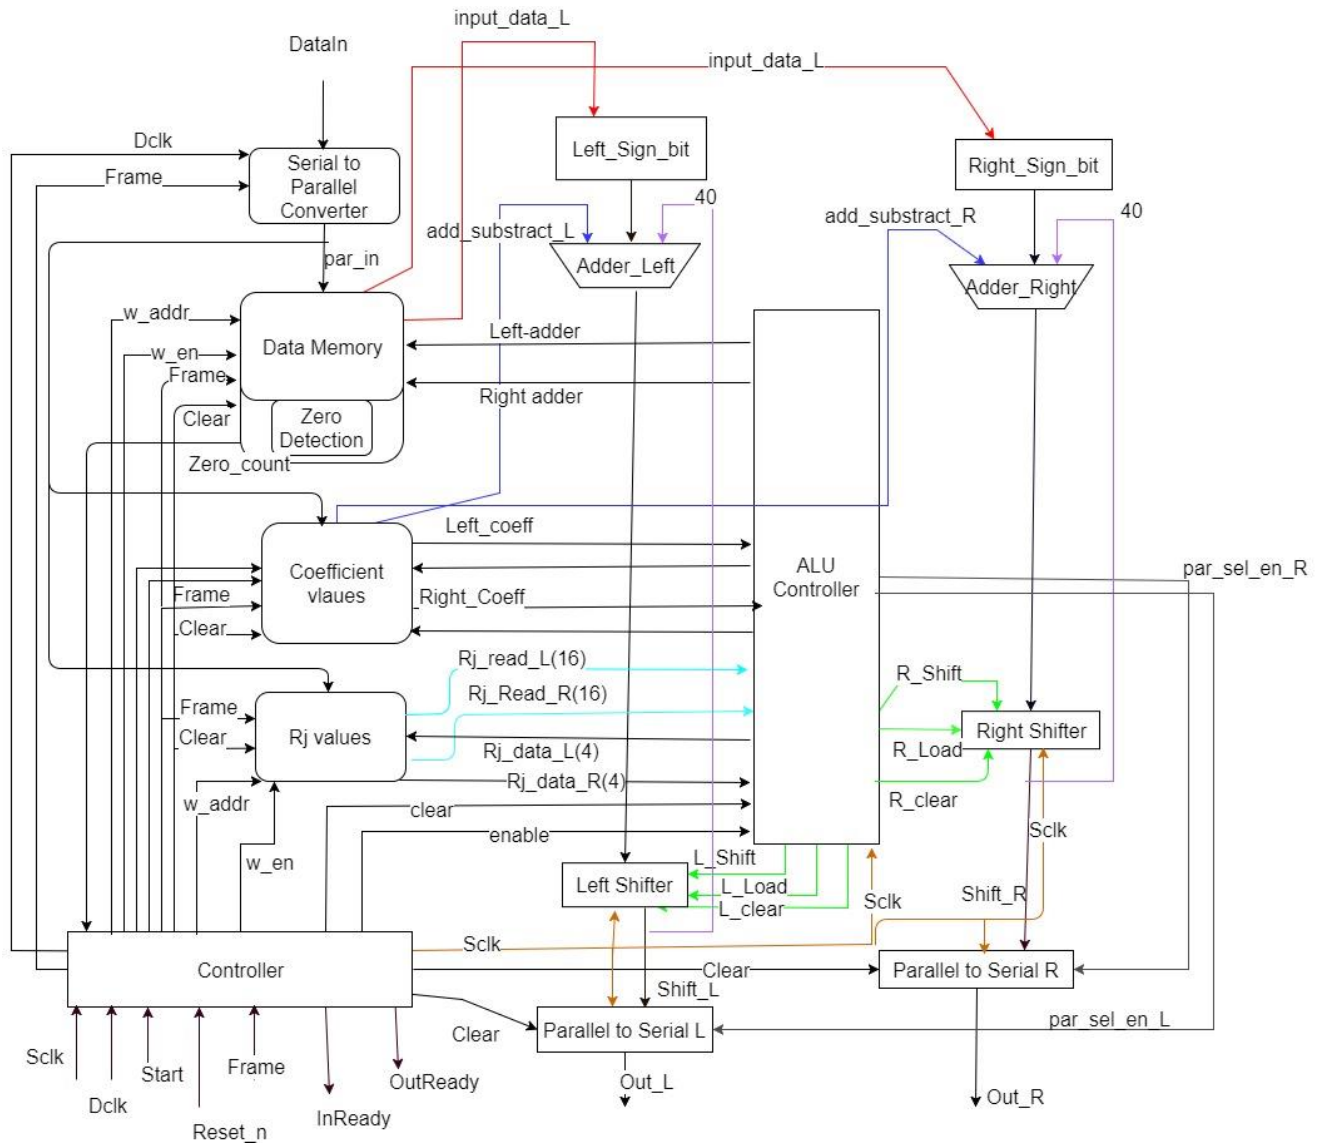 input_data_L
DataIn
input_data_L
Dclk
Left_Sign_bit
Serial to
Parallel
Converter
Right_Sign_bit
Frame
40
40
add_substract_R
add_substract_L
par_in
Adder_Left
Adder_Right
w_addr
Left-adder
Data Memory
w_en
Frame
Right adder
Clear
Zero
Detection
Zero_count
Left_coeff
ALU
Controller
Coefficient
vlaues
par_sel_en_R
Frame
Right_Coeff
Clear
Rj_read_L(16)
R_Shift
Rj_Read_R(16)
Frame
Rj values
Right Shifter
Clear
Rj_data_L(4)
R_Load
Rj_data_R(4)
w_addr
clear
R_clear
enable
Sclk
w_en
L_Shift
Left Shifter
L_Load
L_clear
Sclk
Shift_R
Sclk
Controller
Clear
Parallel to Serial R
Shift_L
par_sel_en_L
Clear
Parallel to Serial L
Sclk
Start
Frame
OutReady
Out_L
Dclk
InReady
Out_R
Reset_n